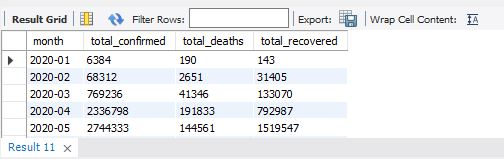 Result Grid Filter Rows: Export: Wrap Cell Content:
month total_confirmed total_deaths total_recovered
2020-01 6384 190 143
2020-02 68312 2651 31405
2020-03 769236 41346 133070
2020-04 2336798 191833 792987
2020-05 2744333 144561 1519547
Result 11